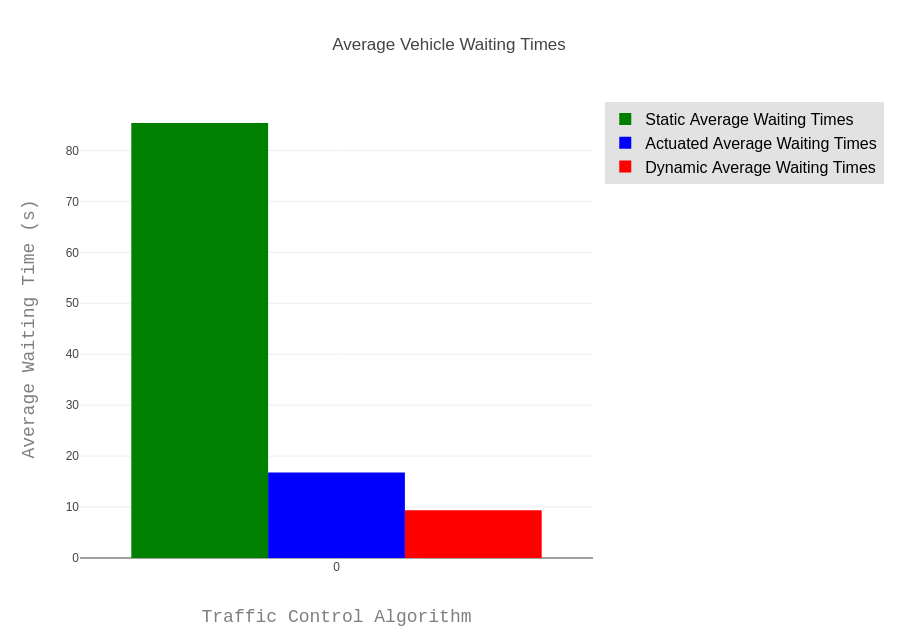 Average Vehicle Waiting Times
Static Average Waiting Times
Actuated Average Waiting Times
Dynamic Average Waiting Times
Average Waiting Time (s)
80
70
60
50
40
30
20
10
0
0
Traffic Control Algorithm